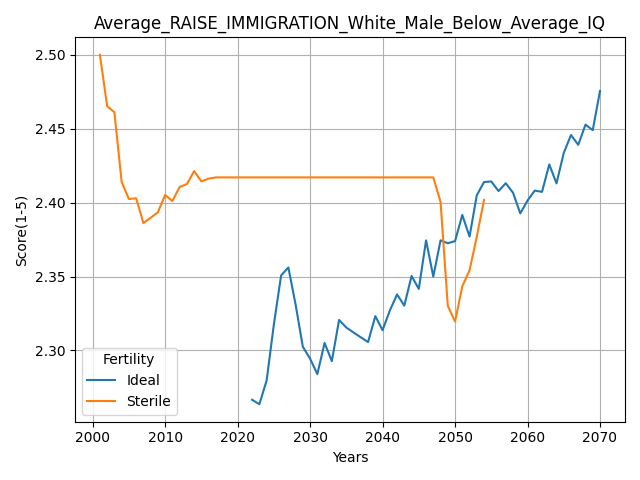 Average_RAISE_IMMIGRATION_White_Male_Below_Average_IQ
Score(1-5)
2.50
2.45
2.40
2.35
2.30
Fertility
Ideal
Sterile
2000 2010 2020 2030 2040 2050 2060 2070
Years